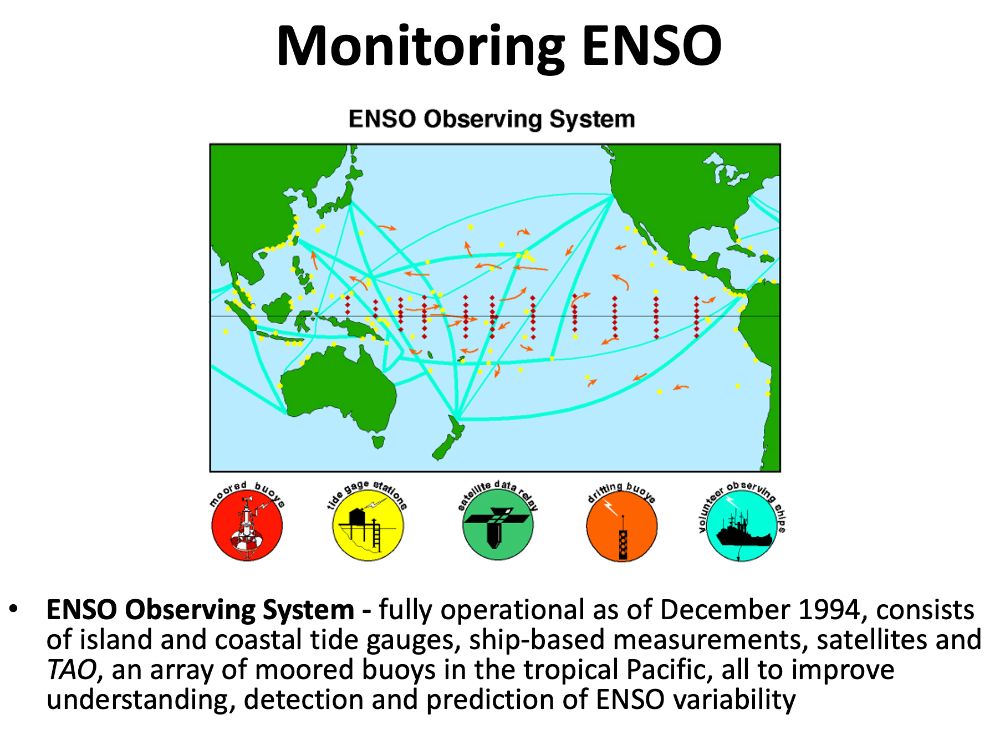 Monitoring ENSO
ENSO Observing System
moored buoys
tide gage stations
satellite data relay
drifting buoys
volunteer observing ships
• ENSO Observing System - fully operational as of December 1994, consists
of island and coastal tide gauges, ship-based measurements, satellites and
TAO, an array of moored buoys in the tropical Pacific, all to improve
understanding, detection and prediction of ENSO variability